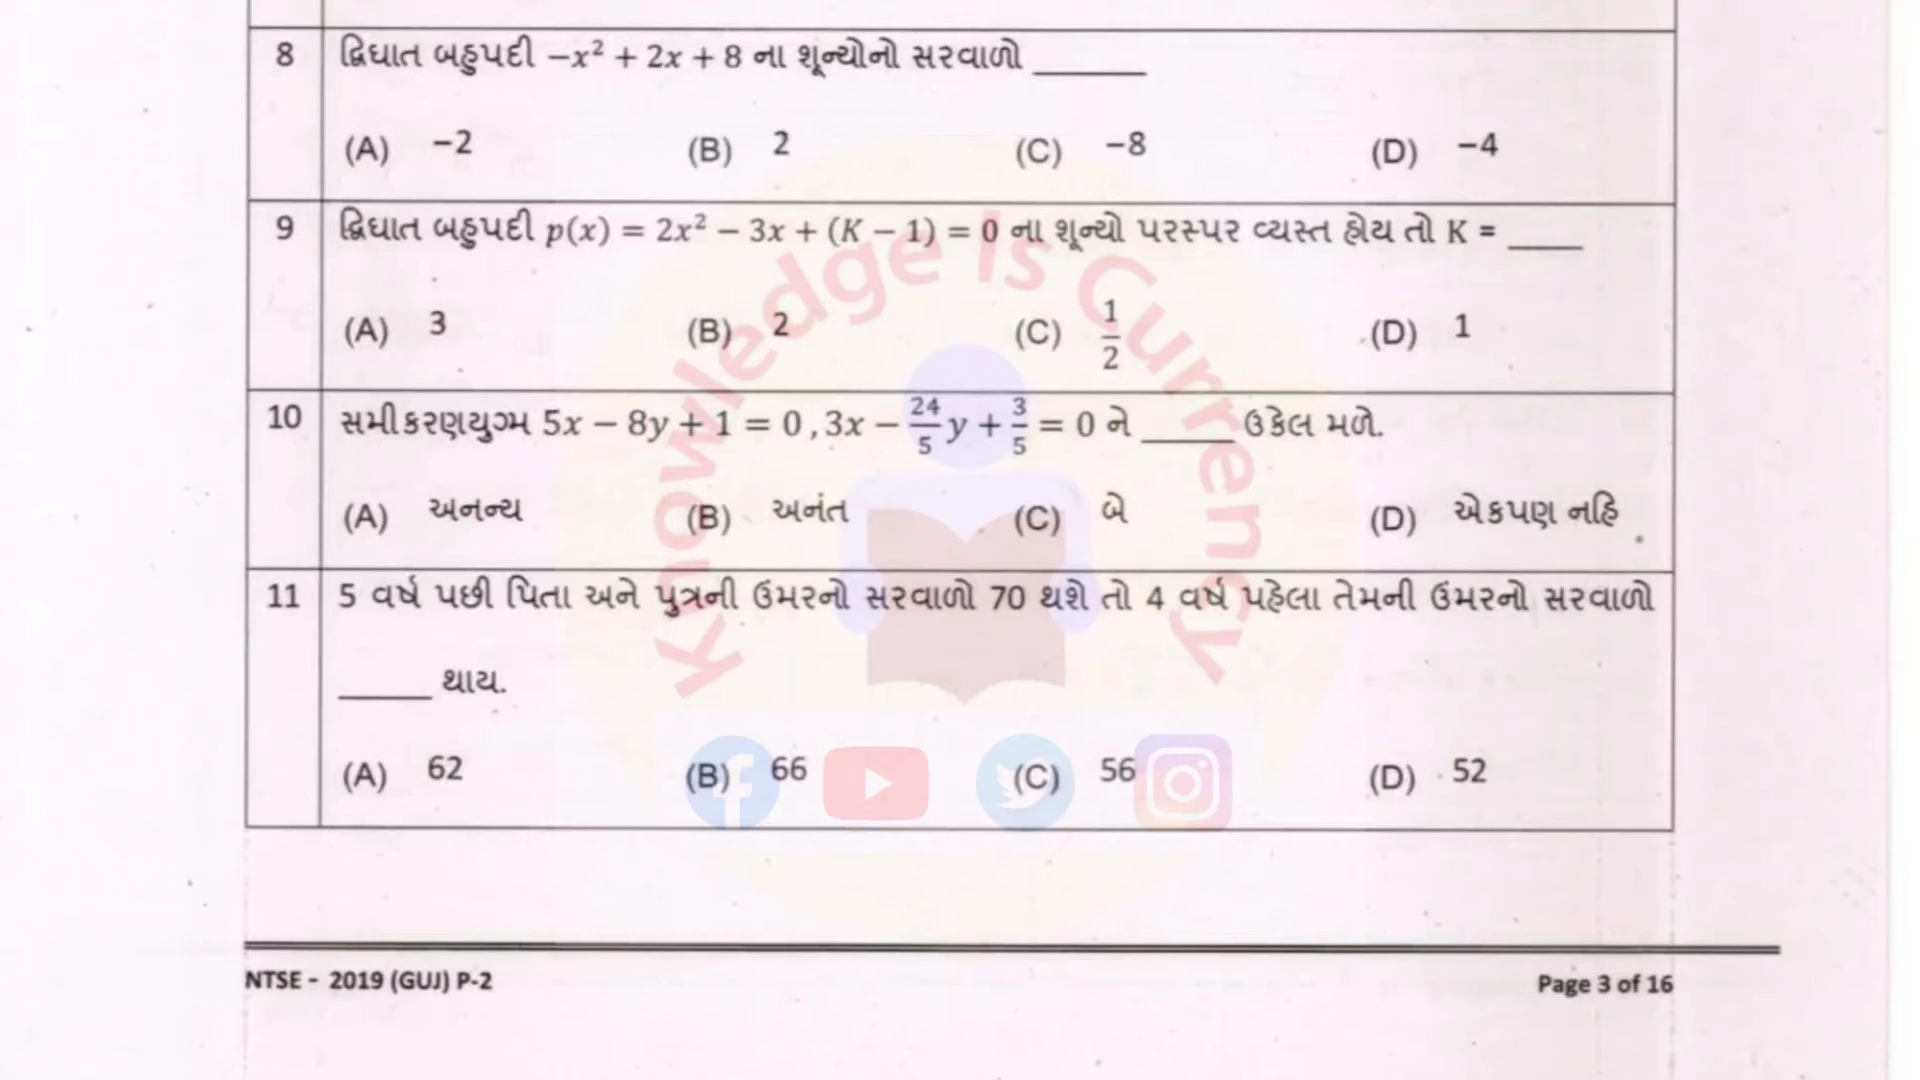 8 દ્વિઘાત બહુપદી −x² + 2x + 8 ના શૂન્યોનો સરવાળો ______
(A) −2 (B) 2 (C) −8 (D) −4
9 દ્વિઘાત બહુપદી p(x) = 2x² − 3x + (K − 1) = 0 ના શૂન્યો પરસ્પર વ્યસ્ત હોય તો K = ____
(A) 3 (B) 2 (C) 1/2 (D) 1
10 સમીકરણયુગ્મ 5x − 8y + 1 = 0 , 3x − 24/5 y + 3/5 = 0 ને _____ ઉકેલ મળે.
(A) અનન્ય (B) અનંત (C) બે (D) એકપણ નહિ
11 5 વર્ષ પછી પિતા અને પુત્રની ઉંમરનો સરવાળો 70 થશે તો 4 વર્ષ પહેલા તેમની ઉંમરનો સરવાળો
_____ થાય.
(A) 62 (B) 66 (C) 56 (D) 52
Knowledge Is Currency
NTSE - 2019 (GUJ) P-2 Page 3 of 16